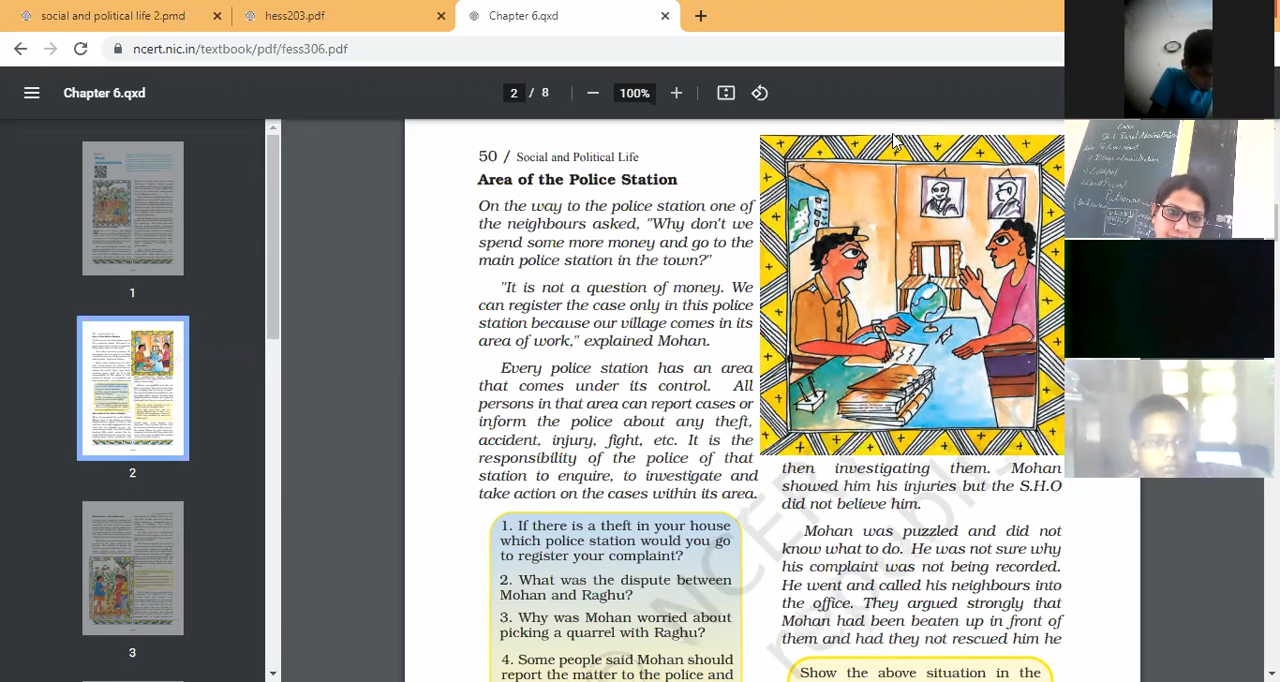 social and political life 2.pmd
hess203.pdf
Chapter 6.qxd
ncert.nic.in/textbook/pdf/fess306.pdf
Chapter 6.qxd
2 / 8
100%
1
2
3
50 / Social and Political Life
Area of the Police Station
On the way to the police station one of
the neighbours asked, "Why don't we
spend some more money and go to the
main police station in the town?"
"It is not a question of money. We
can register the case only in this police
station because our village comes in its
area of work," explained Mohan.
Every police station has an area
that comes under its control. All
persons in that area can report cases or
inform the police about any theft,
accident, injury, fight, etc. It is the
responsibility of the police of that
station to enquire, to investigate and
take action on the cases within its area.
1. If there is a theft in your house
which police station would you go
to register your complaint?
2. What was the dispute between
Mohan and Raghu?
3. Why was Mohan worried about
picking a quarrel with Raghu?
4. Some people said Mohan should
report the matter to the police and
then investigating them. Mohan
showed him his injuries but the S.H.O
did not believe him.
Mohan was puzzled and did not
know what to do. He was not sure why
his complaint was not being recorded.
He went and called his neighbours into
the office. They argued strongly that
Mohan had been beaten up in front of
them and had they not rescued him he
Show the above situation in the